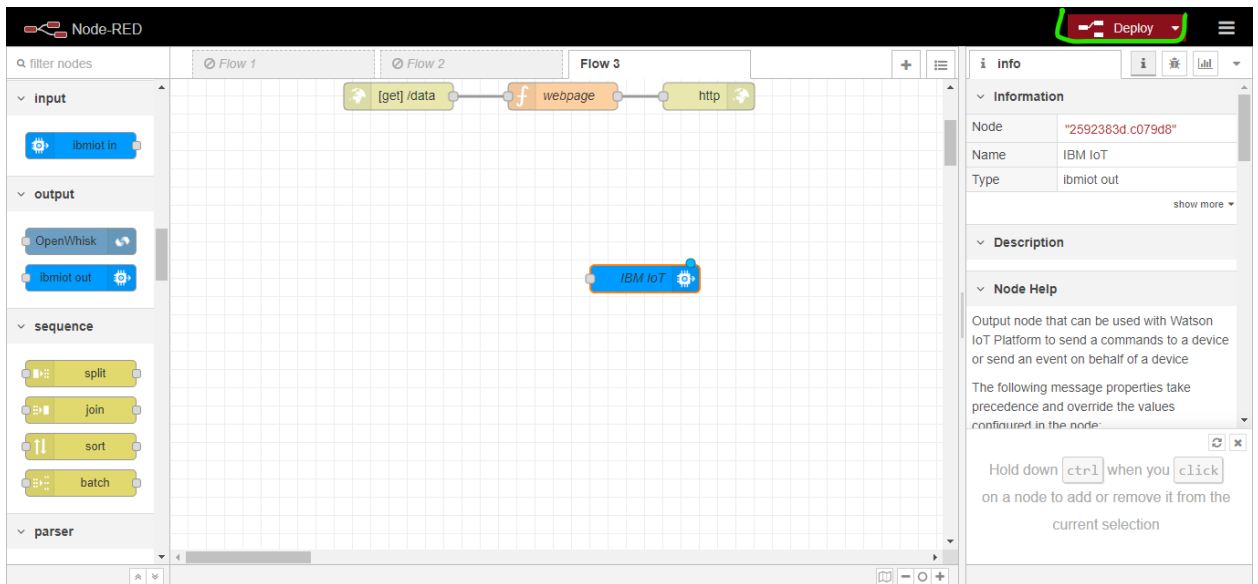 Node-RED
Deploy
filter nodes
Flow 1
Flow 2
Flow 3
info
input
ibmiot in
output
OpenWhisk
ibmiot out
sequence
split
join
sort
batch
parser
[get] /data
webpage
http
IBM IoT
Information
Node "2592383d.c079d8"
Name IBM IoT
Type ibmiot out
show more
Description
Node Help
Output node that can be used with Watson
IoT Platform to send a commands to a device
or send an event on behalf of a device
The following message properties take
precedence and override the values
configured in the node:
Hold down ctrl when you click
on a node to add or remove it from the
current selection